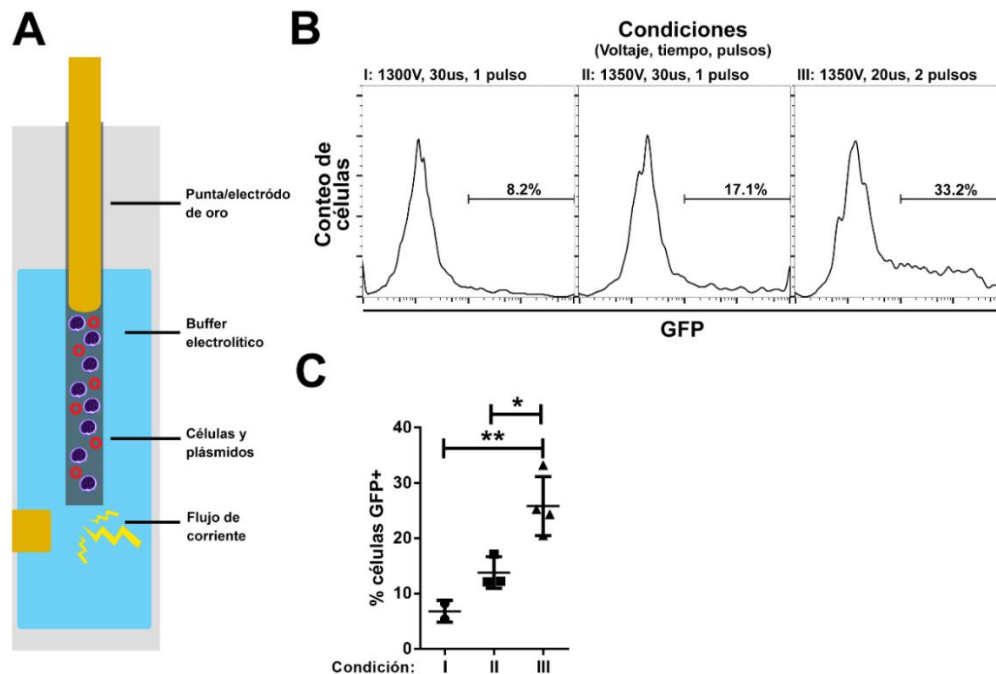 A
Punta/electródo
de oro
Buffer
electrolítico
Células y
plásmidos
Flujo de
corriente
B
Condiciones
(Voltaje, tiempo, pulsos)
I: 1300V, 30us, 1 pulso
II: 1350V, 30us, 1 pulso
III: 1350V, 20us, 2 pulsos
Conteo de
células
8.2%
17.1%
33.2%
GFP
C
% células GFP+
40
30
20
10
0
*
**
Condición: I II III